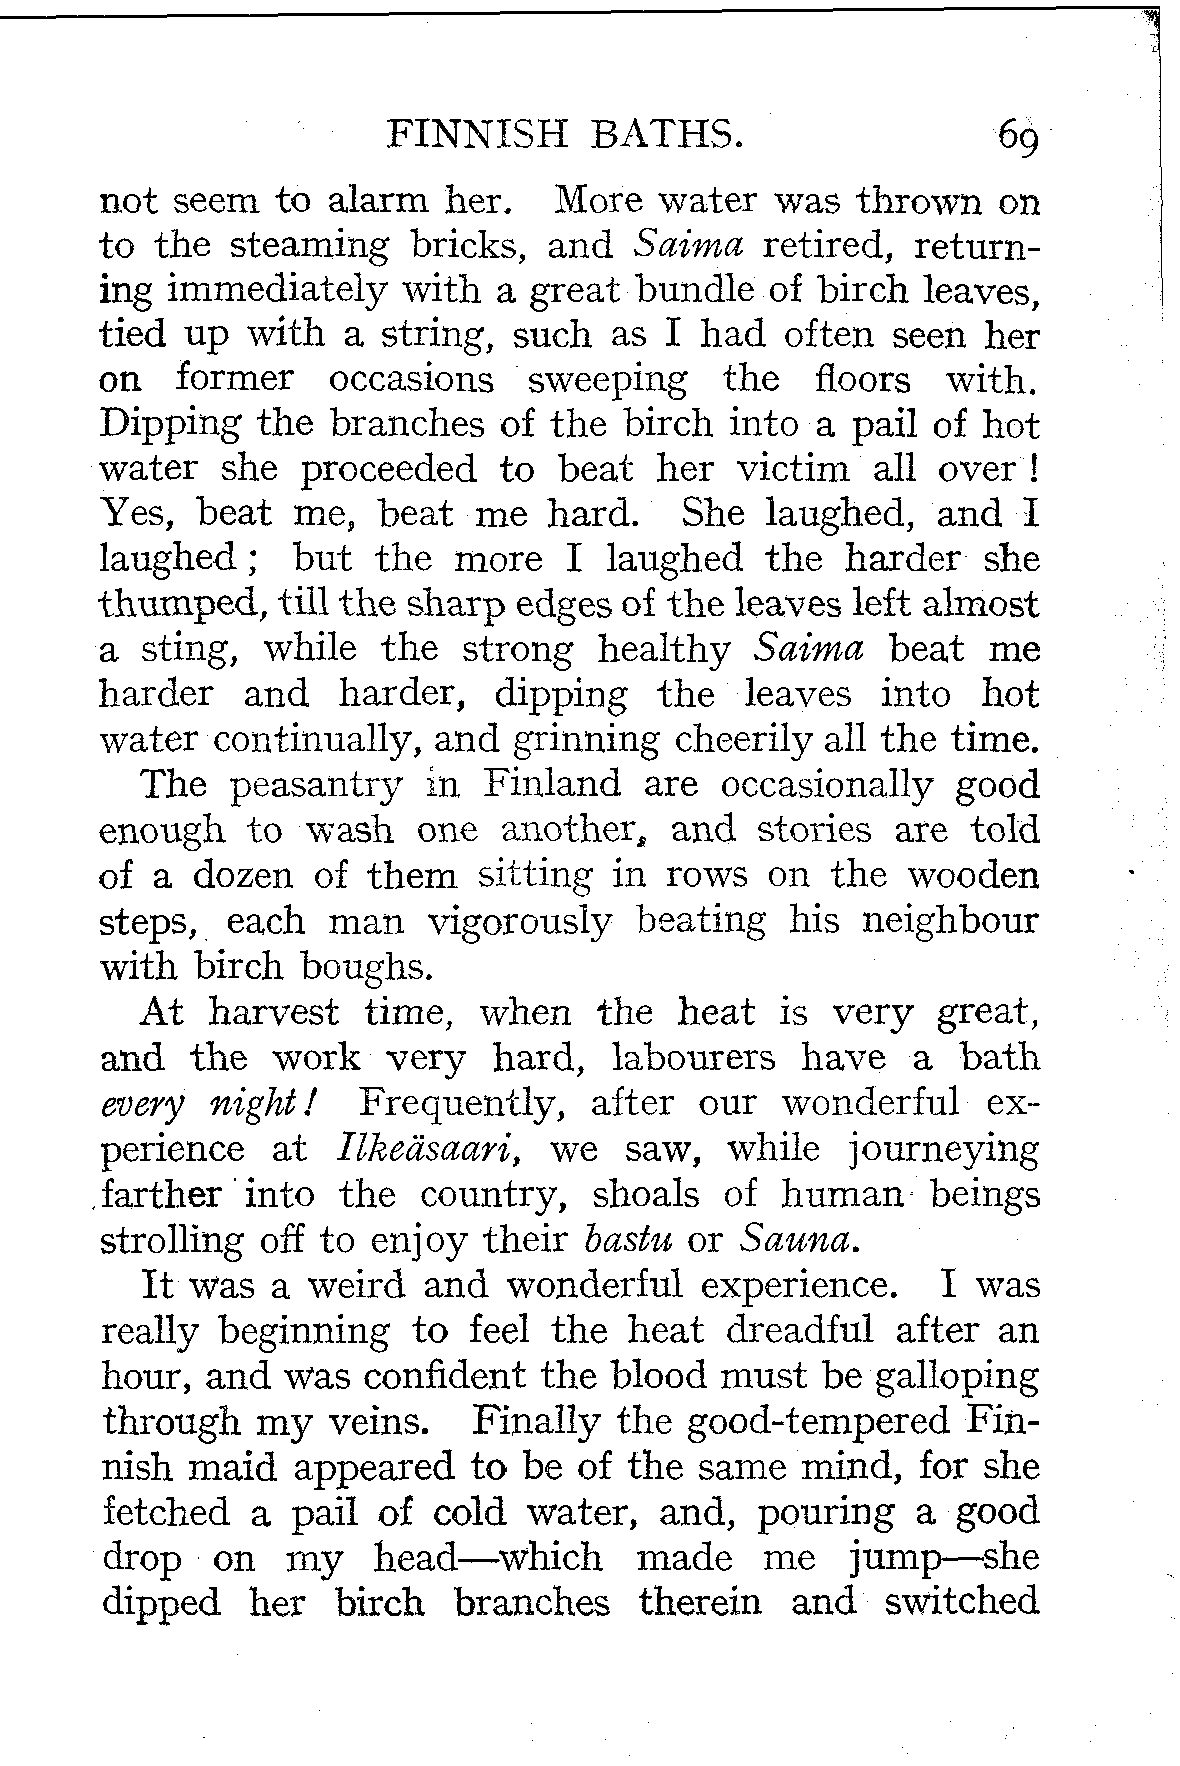 FINNISH BATHS. 69
not seem to alarm her. More water was thrown on
to the steaming bricks, and Saima retired, return-
ing immediately with a great bundle of birch leaves,
tied up with a string, such as I had often seen her
on former occasions sweeping the floors with.
Dipping the branches of the birch into a pail of hot
water she proceeded to beat her victim all over !
Yes, beat me, beat me hard. She laughed, and I
laughed ; but the more I laughed the harder she
thumped, till the sharp edges of the leaves left almost
a sting, while the strong healthy Saima beat me
harder and harder, dipping the leaves into hot
water continually, and grinning cheerily all the time.
The peasantry in Finland are occasionally good
enough to wash one another, and stories are told
of a dozen of them sitting in rows on the wooden
steps, each man vigorously beating his neighbour
with birch boughs.
At harvest time, when the heat is very great,
and the work very hard, labourers have a bath
every night! Frequently, after our wonderful ex-
perience at Ilkeäsaari, we saw, while journeying
farther into the country, shoals of human beings
strolling off to enjoy their bastu or Sauna.
It was a weird and wonderful experience. I was
really beginning to feel the heat dreadful after an
hour, and was confident the blood must be galloping
through my veins. Finally the good-tempered Fin-
nish maid appeared to be of the same mind, for she
fetched a pail of cold water, and, pouring a good
drop on my head—which made me jump—she
dipped her birch branches therein and switched